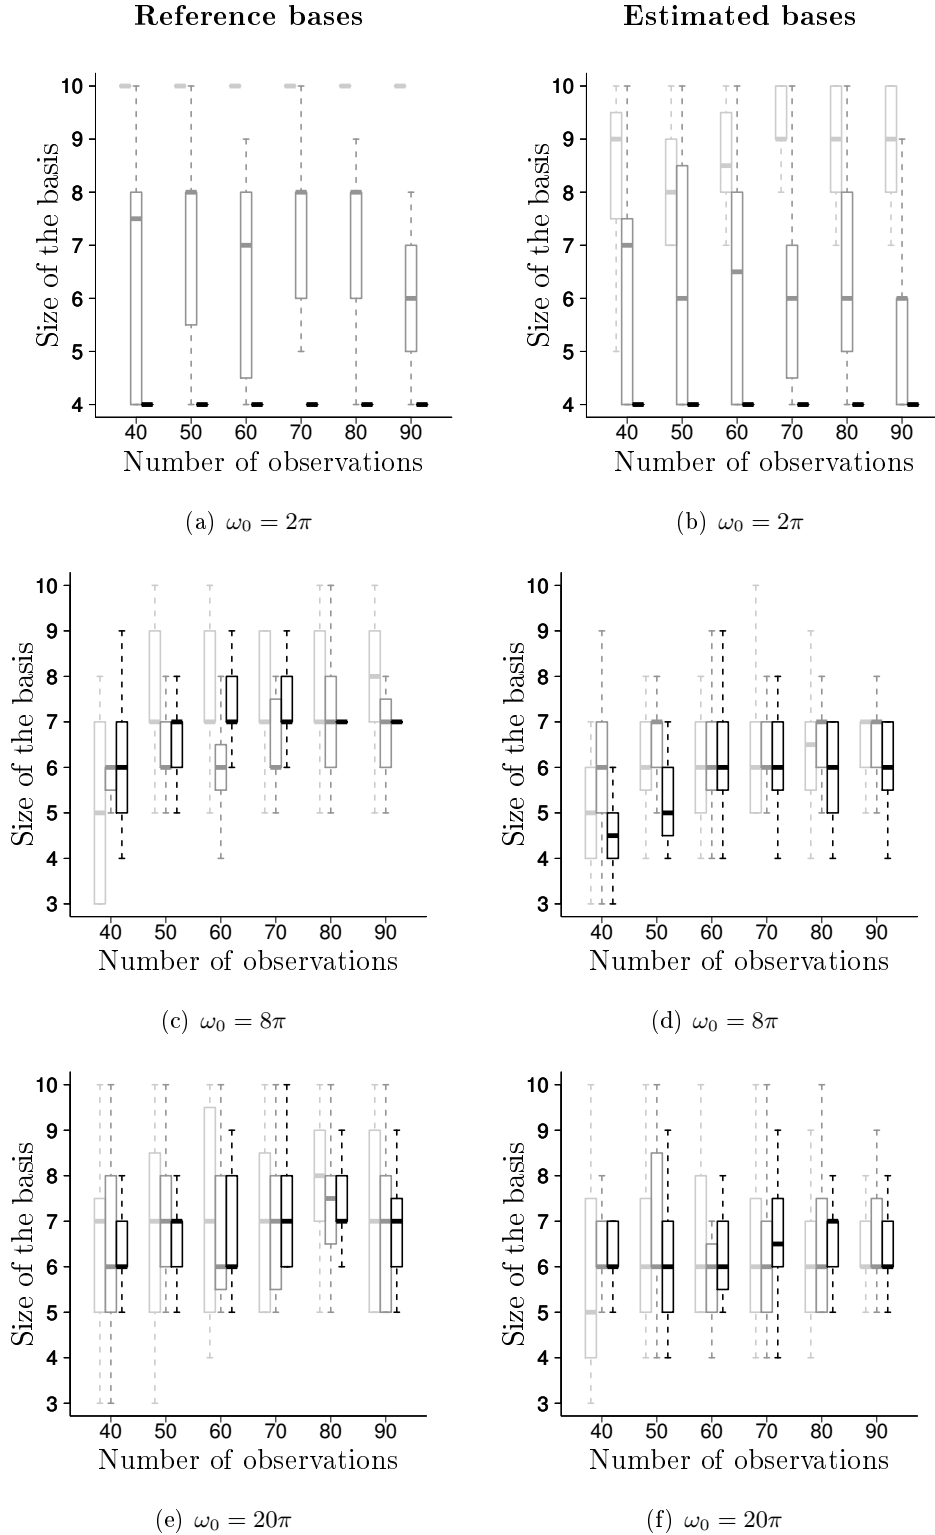 Reference bases
Estimated bases
Size of the basis
10
9
8
7
6
5
4
40 50 60 70 80 90
Number of observations
(a) ω₀ = 2π
Size of the basis
10
9
8
7
6
5
4
40 50 60 70 80 90
Number of observations
(b) ω₀ = 2π
Size of the basis
10
9
8
7
6
5
4
3
40 50 60 70 80 90
Number of observations
(c) ω₀ = 8π
Size of the basis
10
9
8
7
6
5
4
3
40 50 60 70 80 90
Number of observations
(d) ω₀ = 8π
Size of the basis
10
9
8
7
6
5
4
3
40 50 60 70 80 90
Number of observations
(e) ω₀ = 20π
Size of the basis
10
9
8
7
6
5
4
3
40 50 60 70 80 90
Number of observations
(f) ω₀ = 20π